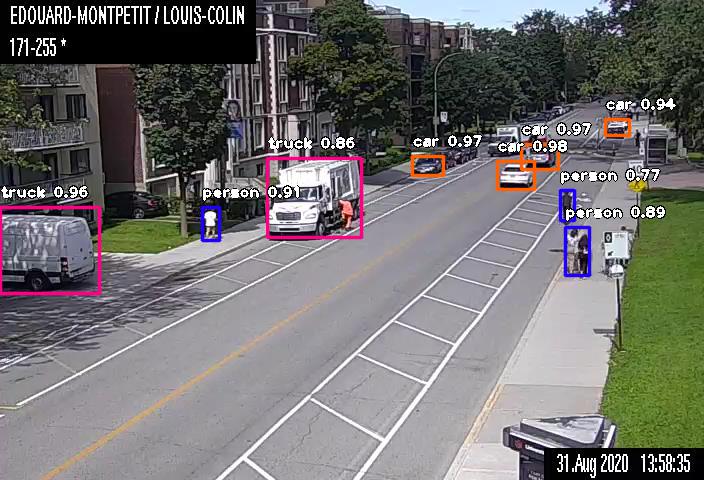 EDOUARD-MONTPETIT / LOUIS-COLIN
171-255 *
car 0.94
car 0.97
car 0.97
car 0.98
truck 0.86
person 0.77
truck 0.96
person 0.91
person 0.89
31.Aug 2020 13:58:35